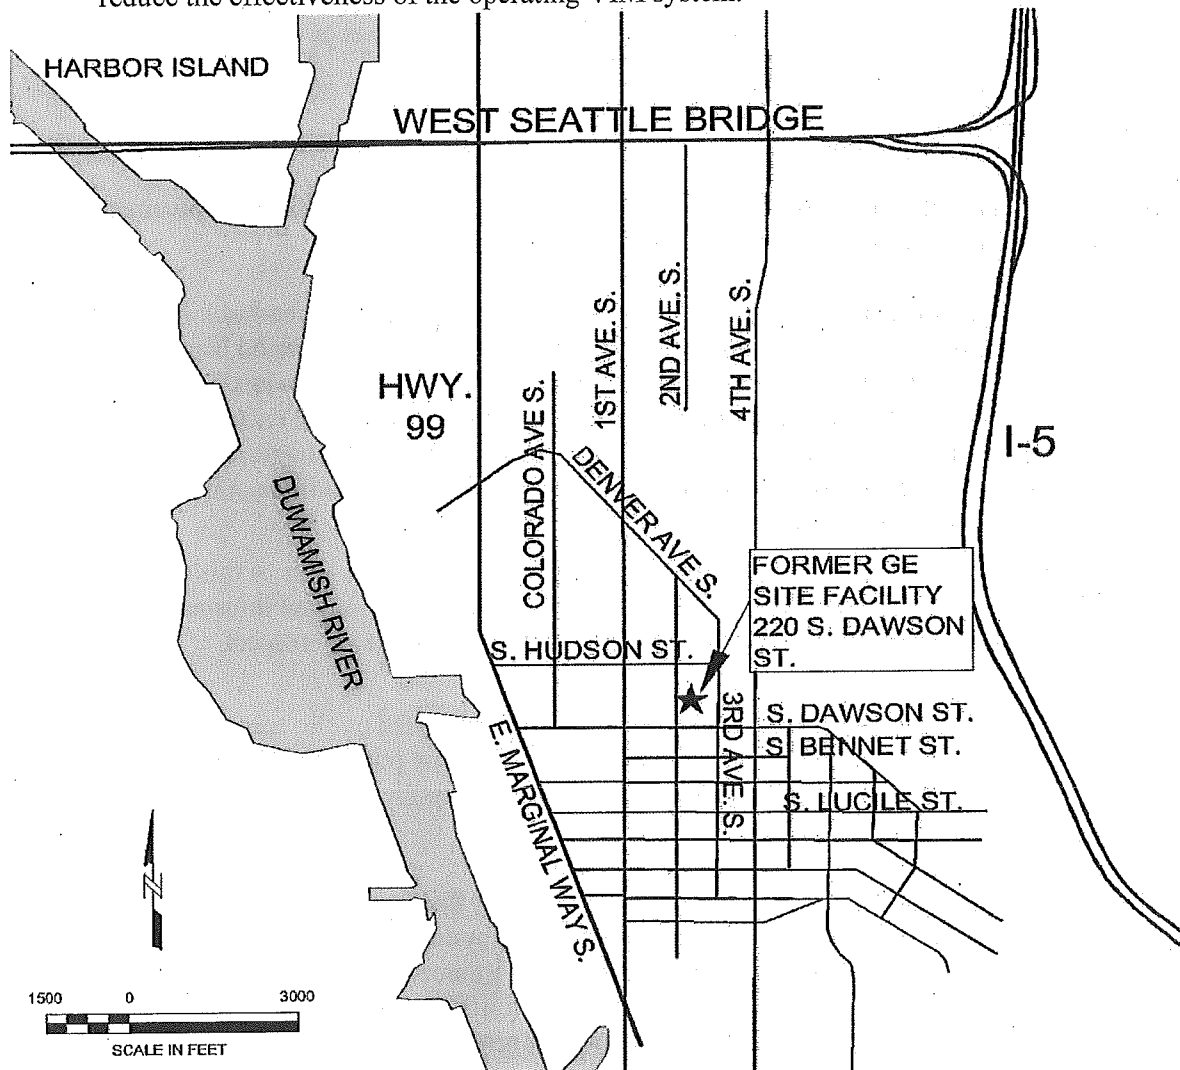 reduce the effectiveness of the operating VIM system.
HARBOR ISLAND
WEST SEATTLE BRIDGE
HWY.
99
COLORADO AVE S.
1ST AVE. S.
2ND AVE. S.
4TH AVE. S.
I-5
DENVER AVE S.
DUWAMISH RIVER
FORMER GE
SITE FACILITY
220 S. DAWSON
ST.
S. HUDSON ST.
3RD AVE. S.
S. DAWSON ST.
S BENNET ST.
S. LUCILE ST.
E. MARGINAL WAY S.
N
1500 0 3000
SCALE IN FEET